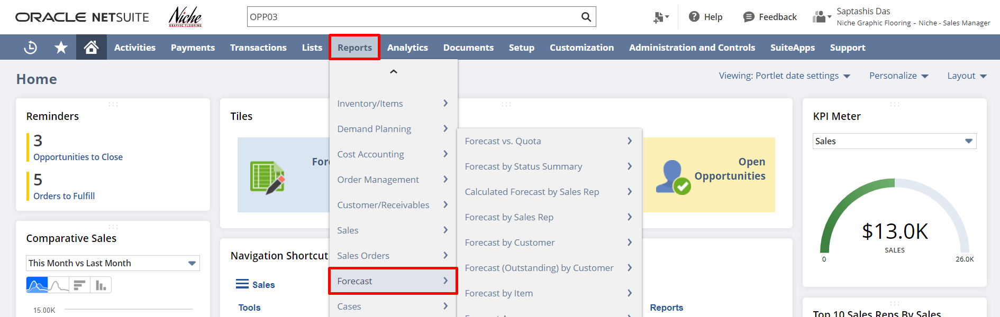 ORACLE NETSUITE
Niche
GRAPHIC FLOORING
OPP03
Help
Feedback
Saptashis Das
Niche Graphic Flooring - Niche - Sales Manager
Activities
Payments
Transactions
Lists
Reports
Analytics
Documents
Setup
Customization
Administration and Controls
SuiteApps
Support
Home
Viewing: Portlet date settings
Personalize
Layout
Reminders
3
Opportunities to Close
5
Orders to Fulfill
Comparative Sales
This Month vs Last Month
15.00K
Tiles
Navigation Shortcut
Sales
Tools
Inventory/Items
Demand Planning
Cost Accounting
Order Management
Customer/Receivables
Sales
Sales Orders
Forecast
Cases
Forecast vs. Quota
Forecast by Status Summary
Calculated Forecast by Sales Rep
Forecast by Sales Rep
Forecast by Customer
Forecast (Outstanding) by Customer
Forecast by Item
Open
Opportunities
Reports
KPI Meter
Sales
$13.0K
SALES
0
26.0K
Top 10 Sales Reps By Sales